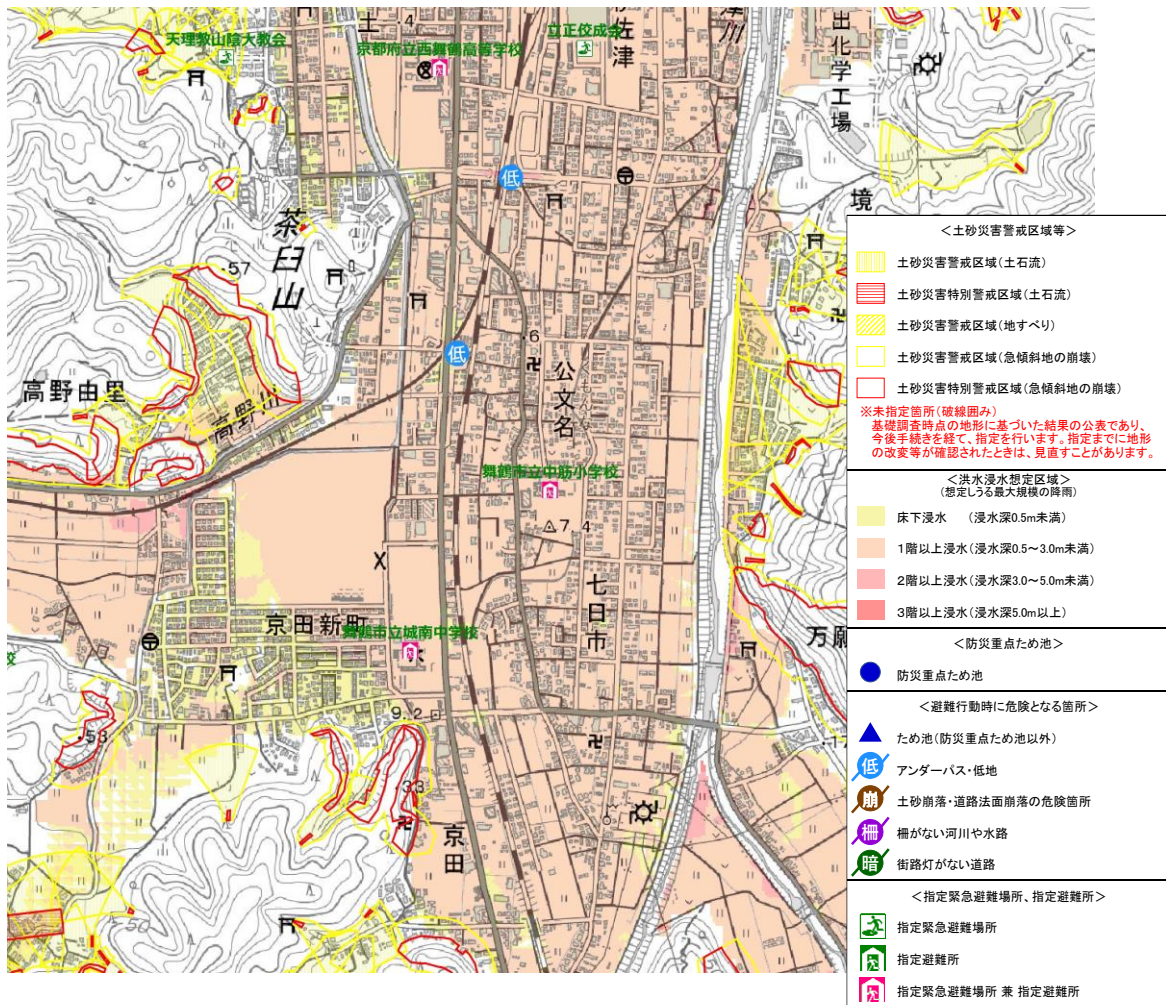 土
・4
佐津
津川
出化学工場
天理教山陰大教会
京都府立西舞鶴高等学校
立正佼成会
低
境
茶臼山
・57
・6
低
公文名
高野由里
高野川
舞鶴市立中筋小学校
7.4
七日市
京田新町
舞鶴市立城南中学校
万願
校
9.2
・53
・33
京田
50
<土砂災害警戒区域等>
土砂災害警戒区域(土石流)
土砂災害特別警戒区域(土石流)
土砂災害警戒区域(地すべり)
土砂災害警戒区域(急傾斜地の崩壊)
土砂災害特別警戒区域(急傾斜地の崩壊)
※未指定箇所(破線囲み)
基礎調査時点の地形に基づいた結果の公表であり、
今後手続きを経て、指定を行います。指定までに地形
の改変等が確認されたときは、見直すことがあります。
<洪水浸水想定区域>
(想定しうる最大規模の降雨)
床下浸水 (浸水深0.5m未満)
1階以上浸水(浸水深0.5~3.0m未満)
2階以上浸水(浸水深3.0~5.0m未満)
3階以上浸水(浸水深5.0m以上)
<防災重点ため池>
防災重点ため池
<避難行動時に危険となる箇所>
ため池(防災重点ため池以外)
低 アンダーパス・低地
崩 土砂崩落・道路法面崩落の危険箇所
柵 柵がない河川や水路
暗 街路灯がない道路
<指定緊急避難場所、指定避難所>
指定緊急避難場所
指定避難所
指定緊急避難場所 兼 指定避難所